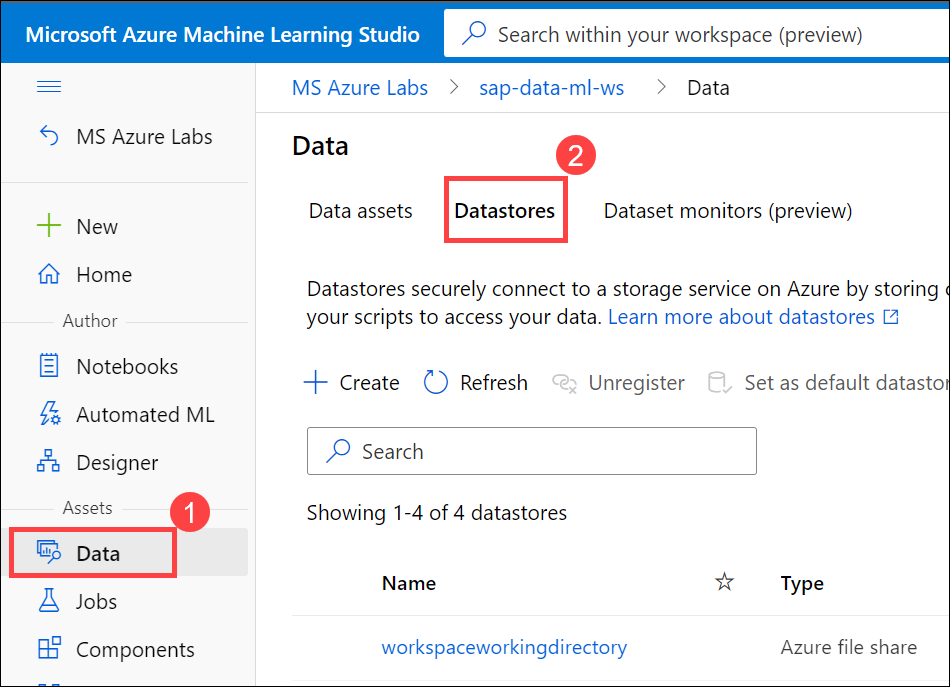 Microsoft Azure Machine Learning Studio
Search within your workspace (preview)
MS Azure Labs
sap-data-ml-ws
Data
MS Azure Labs
New
Home
Author
Notebooks
Automated ML
Designer
Assets
1
Data
Jobs
Components
Data
2
Data assets
Datastores
Dataset monitors (preview)
Datastores securely connect to a storage service on Azure by storing
your scripts to access your data. Learn more about datastores
Create
Refresh
Unregister
Set as default
Search
Showing 1-4 of 4 datastores
Name
Type
workspaceworkingdirectory
Azure file share